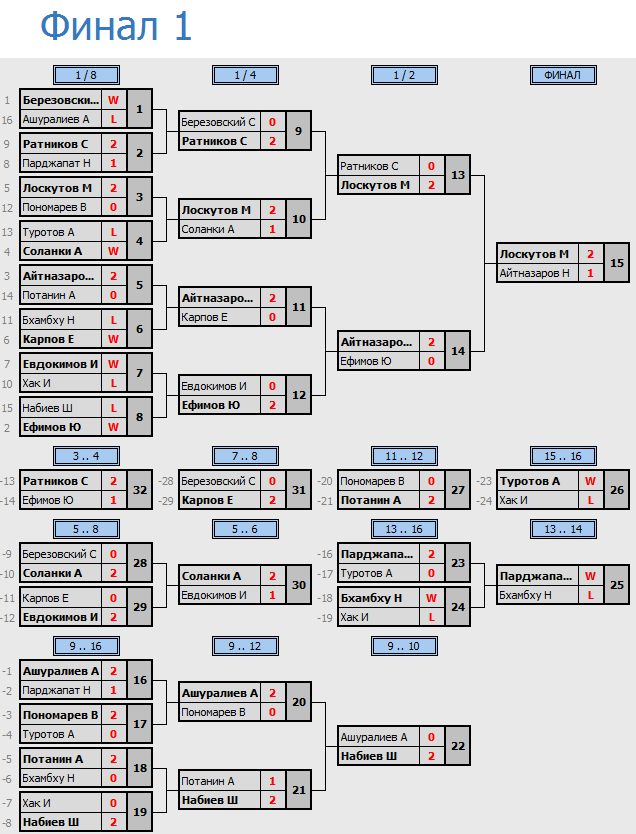 Финал 1
1 / 8 1 / 4 1 / 2 ФИНАЛ
1 Березовски... W 1
16 Ашуралиев А L
Березовский С 0 9
Ратников С 2
9 Ратников С 2 2
8 Парджапат Н 1
Ратников С 0 13
Лоскутов М 2
5 Лоскутов М 2 3
12 Пономарев В 0
Лоскутов М 2 10
Соланки А 1
13 Туротов А L 4
4 Соланки А W
Лоскутов М 2 15
Айтназаров Н 1
3 Айтназаро... 2 5
14 Потанин А 0
Айтназаро... 2 11
Карпов Е 0
11 Бхамбху Н L 6
6 Карпов Е W
Айтназаро... 2 14
Ефимов Ю 0
7 Евдокимов И W 7
10 Хак И L
Евдокимов И 0 12
Ефимов Ю 2
15 Набиев Ш L 8
2 Ефимов Ю W
3 .. 4 7 .. 8 11 .. 12 15 .. 16
-13 Ратников С 2 32 -28 Березовский С 0 31 -20 Пономарев В 0 27 -23 Туротов А W 26
-14 Ефимов Ю 1 -29 Карпов Е 2 -21 Потанин А 2 -24 Хак И L
5 .. 8 5 .. 6 13 .. 16 13 .. 14
-9 Березовский С 0 28 -16 Парджапа... 2 23
-10 Соланки А 2 -17 Туротов А 0
Соланки А 2 30 Парджапа... W 25
Евдокимов И 1 Бхамбху Н L
-11 Карпов Е 0 29 -18 Бхамбху Н W 24
-12 Евдокимов И 2 -19 Хак И L
9 .. 16 9 .. 12 9 .. 10
-1 Ашуралиев А 2 16
-2 Парджапат Н 1
Ашуралиев А 2 20
Пономарев В 0
-3 Пономарев В 2 17
-4 Туротов А 0
Ашуралиев А 0 22
Набиев Ш 2
-5 Потанин А 2 18
-6 Бхамбху Н 0
Потанин А 1 21
Набиев Ш 2
-7 Хак И 0 19
-8 Набиев Ш 2